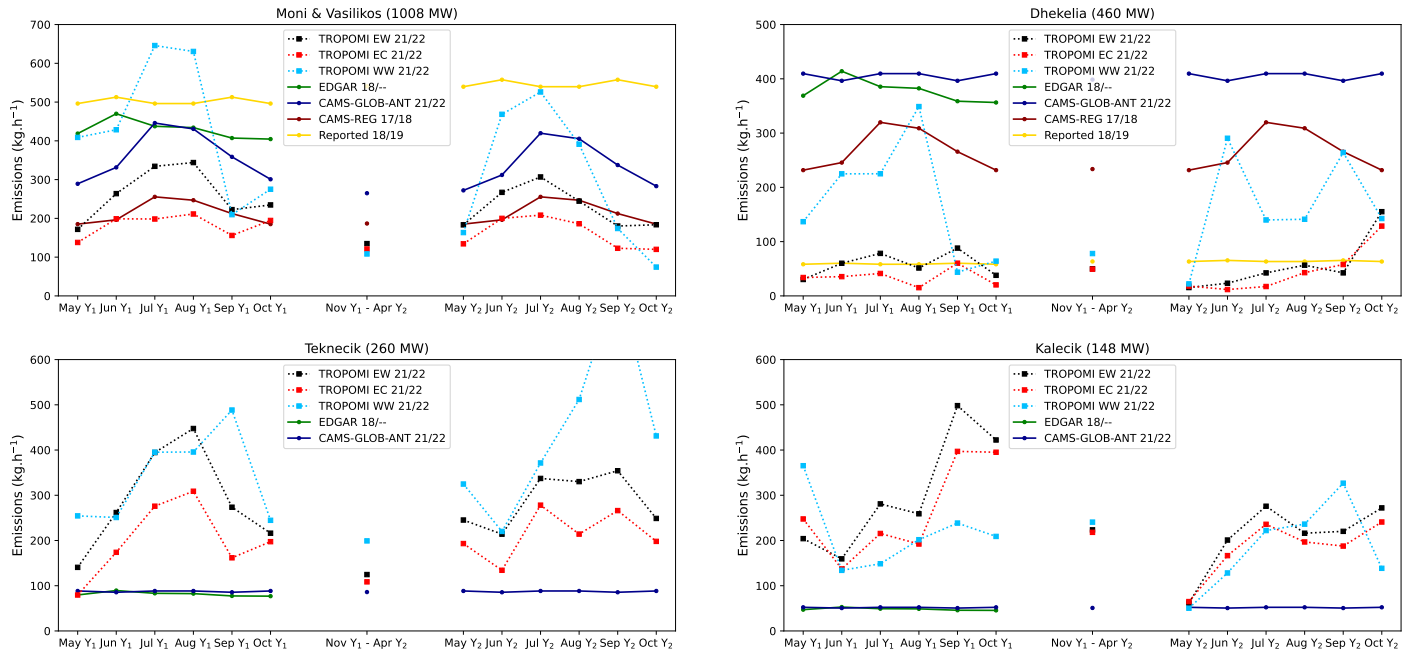 Moni & Vasilikos (1008 MW)
700
600
500
400
300
200
100
0
Emissions (kg.h⁻¹)
TROPOMI EW 21/22
TROPOMI EC 21/22
TROPOMI WW 21/22
EDGAR 18/--
CAMS-GLOB-ANT 21/22
CAMS-REG 17/18
Reported 18/19
May Y₁ Jun Y₁ Jul Y₁ Aug Y₁ Sep Y₁ Oct Y₁ Nov Y₁ - Apr Y₂ May Y₂ Jun Y₂ Jul Y₂ Aug Y₂ Sep Y₂ Oct Y₂
Dhekelia (460 MW)
500
400
300
200
100
0
Emissions (kg.h⁻¹)
TROPOMI EW 21/22
TROPOMI EC 21/22
TROPOMI WW 21/22
EDGAR 18/--
CAMS-GLOB-ANT 21/22
CAMS-REG 17/18
Reported 18/19
May Y₁ Jun Y₁ Jul Y₁ Aug Y₁ Sep Y₁ Oct Y₁ Nov Y₁ - Apr Y₂ May Y₂ Jun Y₂ Jul Y₂ Aug Y₂ Sep Y₂ Oct Y₂
Teknecik (260 MW)
600
500
400
300
200
100
0
Emissions (kg.h⁻¹)
TROPOMI EW 21/22
TROPOMI EC 21/22
TROPOMI WW 21/22
EDGAR 18/--
CAMS-GLOB-ANT 21/22
May Y₁ Jun Y₁ Jul Y₁ Aug Y₁ Sep Y₁ Oct Y₁ Nov Y₁ - Apr Y₂ May Y₂ Jun Y₂ Jul Y₂ Aug Y₂ Sep Y₂ Oct Y₂
Kalecik (148 MW)
600
500
400
300
200
100
0
Emissions (kg.h⁻¹)
TROPOMI EW 21/22
TROPOMI EC 21/22
TROPOMI WW 21/22
EDGAR 18/--
CAMS-GLOB-ANT 21/22
May Y₁ Jun Y₁ Jul Y₁ Aug Y₁ Sep Y₁ Oct Y₁ Nov Y₁ - Apr Y₂ May Y₂ Jun Y₂ Jul Y₂ Aug Y₂ Sep Y₂ Oct Y₂